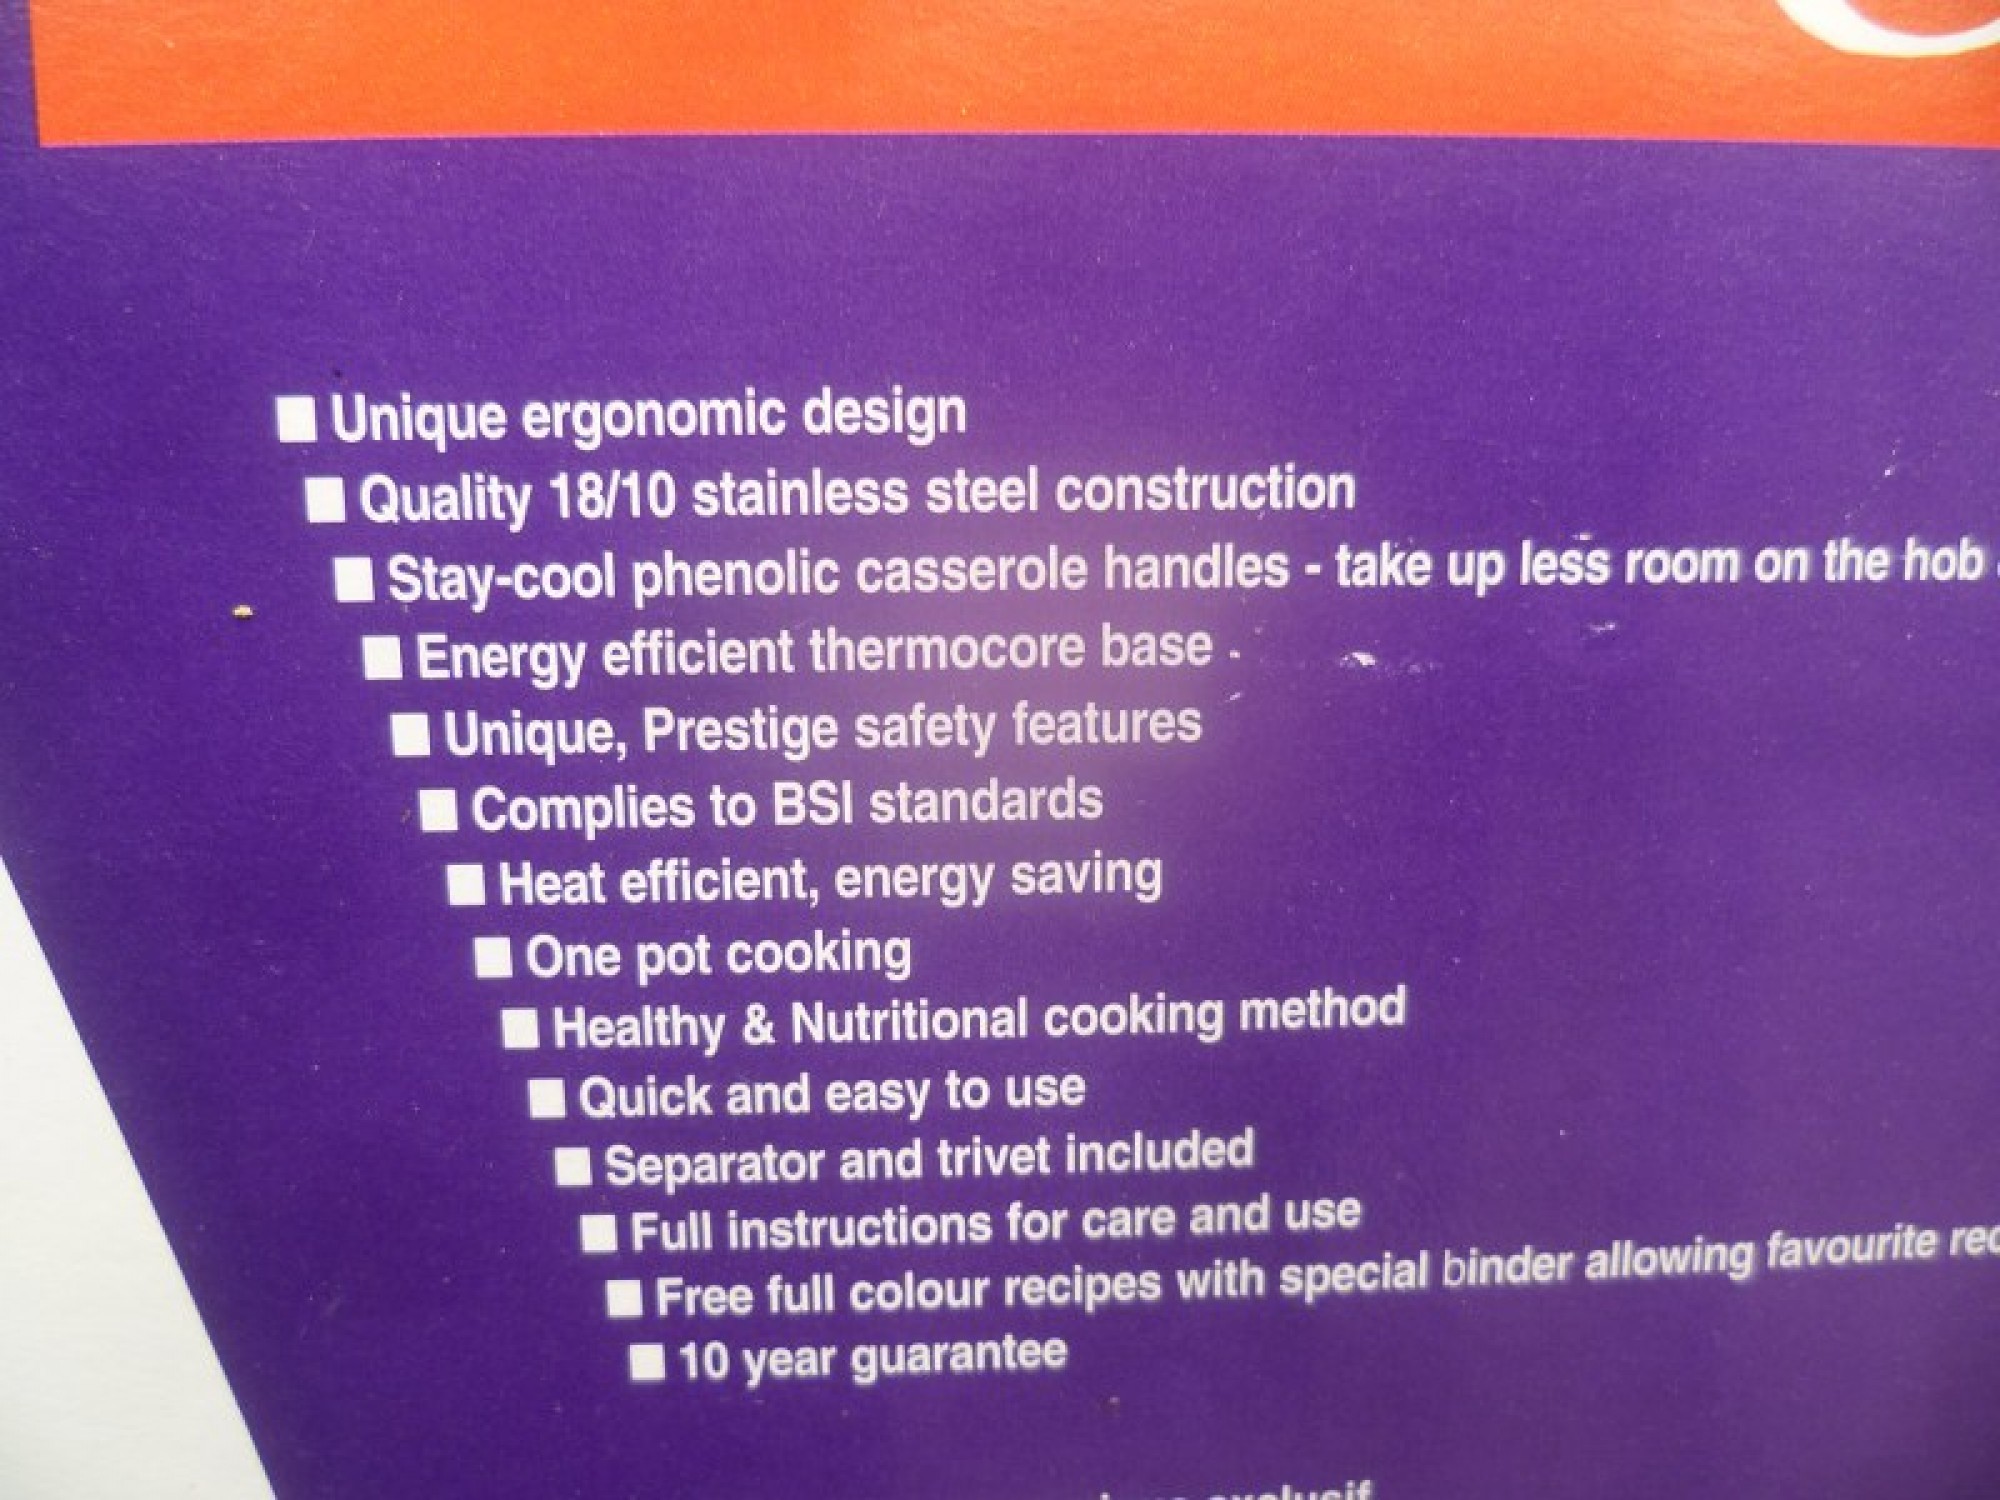 ■ Unique ergonomic design
■ Quality 18/10 stainless steel construction
■ Stay-cool phenolic casserole handles - take up less room on the hob
■ Energy efficient thermocore base
■ Unique, Prestige safety features
■ Complies to BSI standards
■ Heat efficient, energy saving
■ One pot cooking
■ Healthy & Nutritional cooking method
■ Quick and easy to use
■ Separator and trivet included
■ Full instructions for care and use
■ Free full colour recipes with special binder allowing favourite
■ 10 year guarantee
exclusif